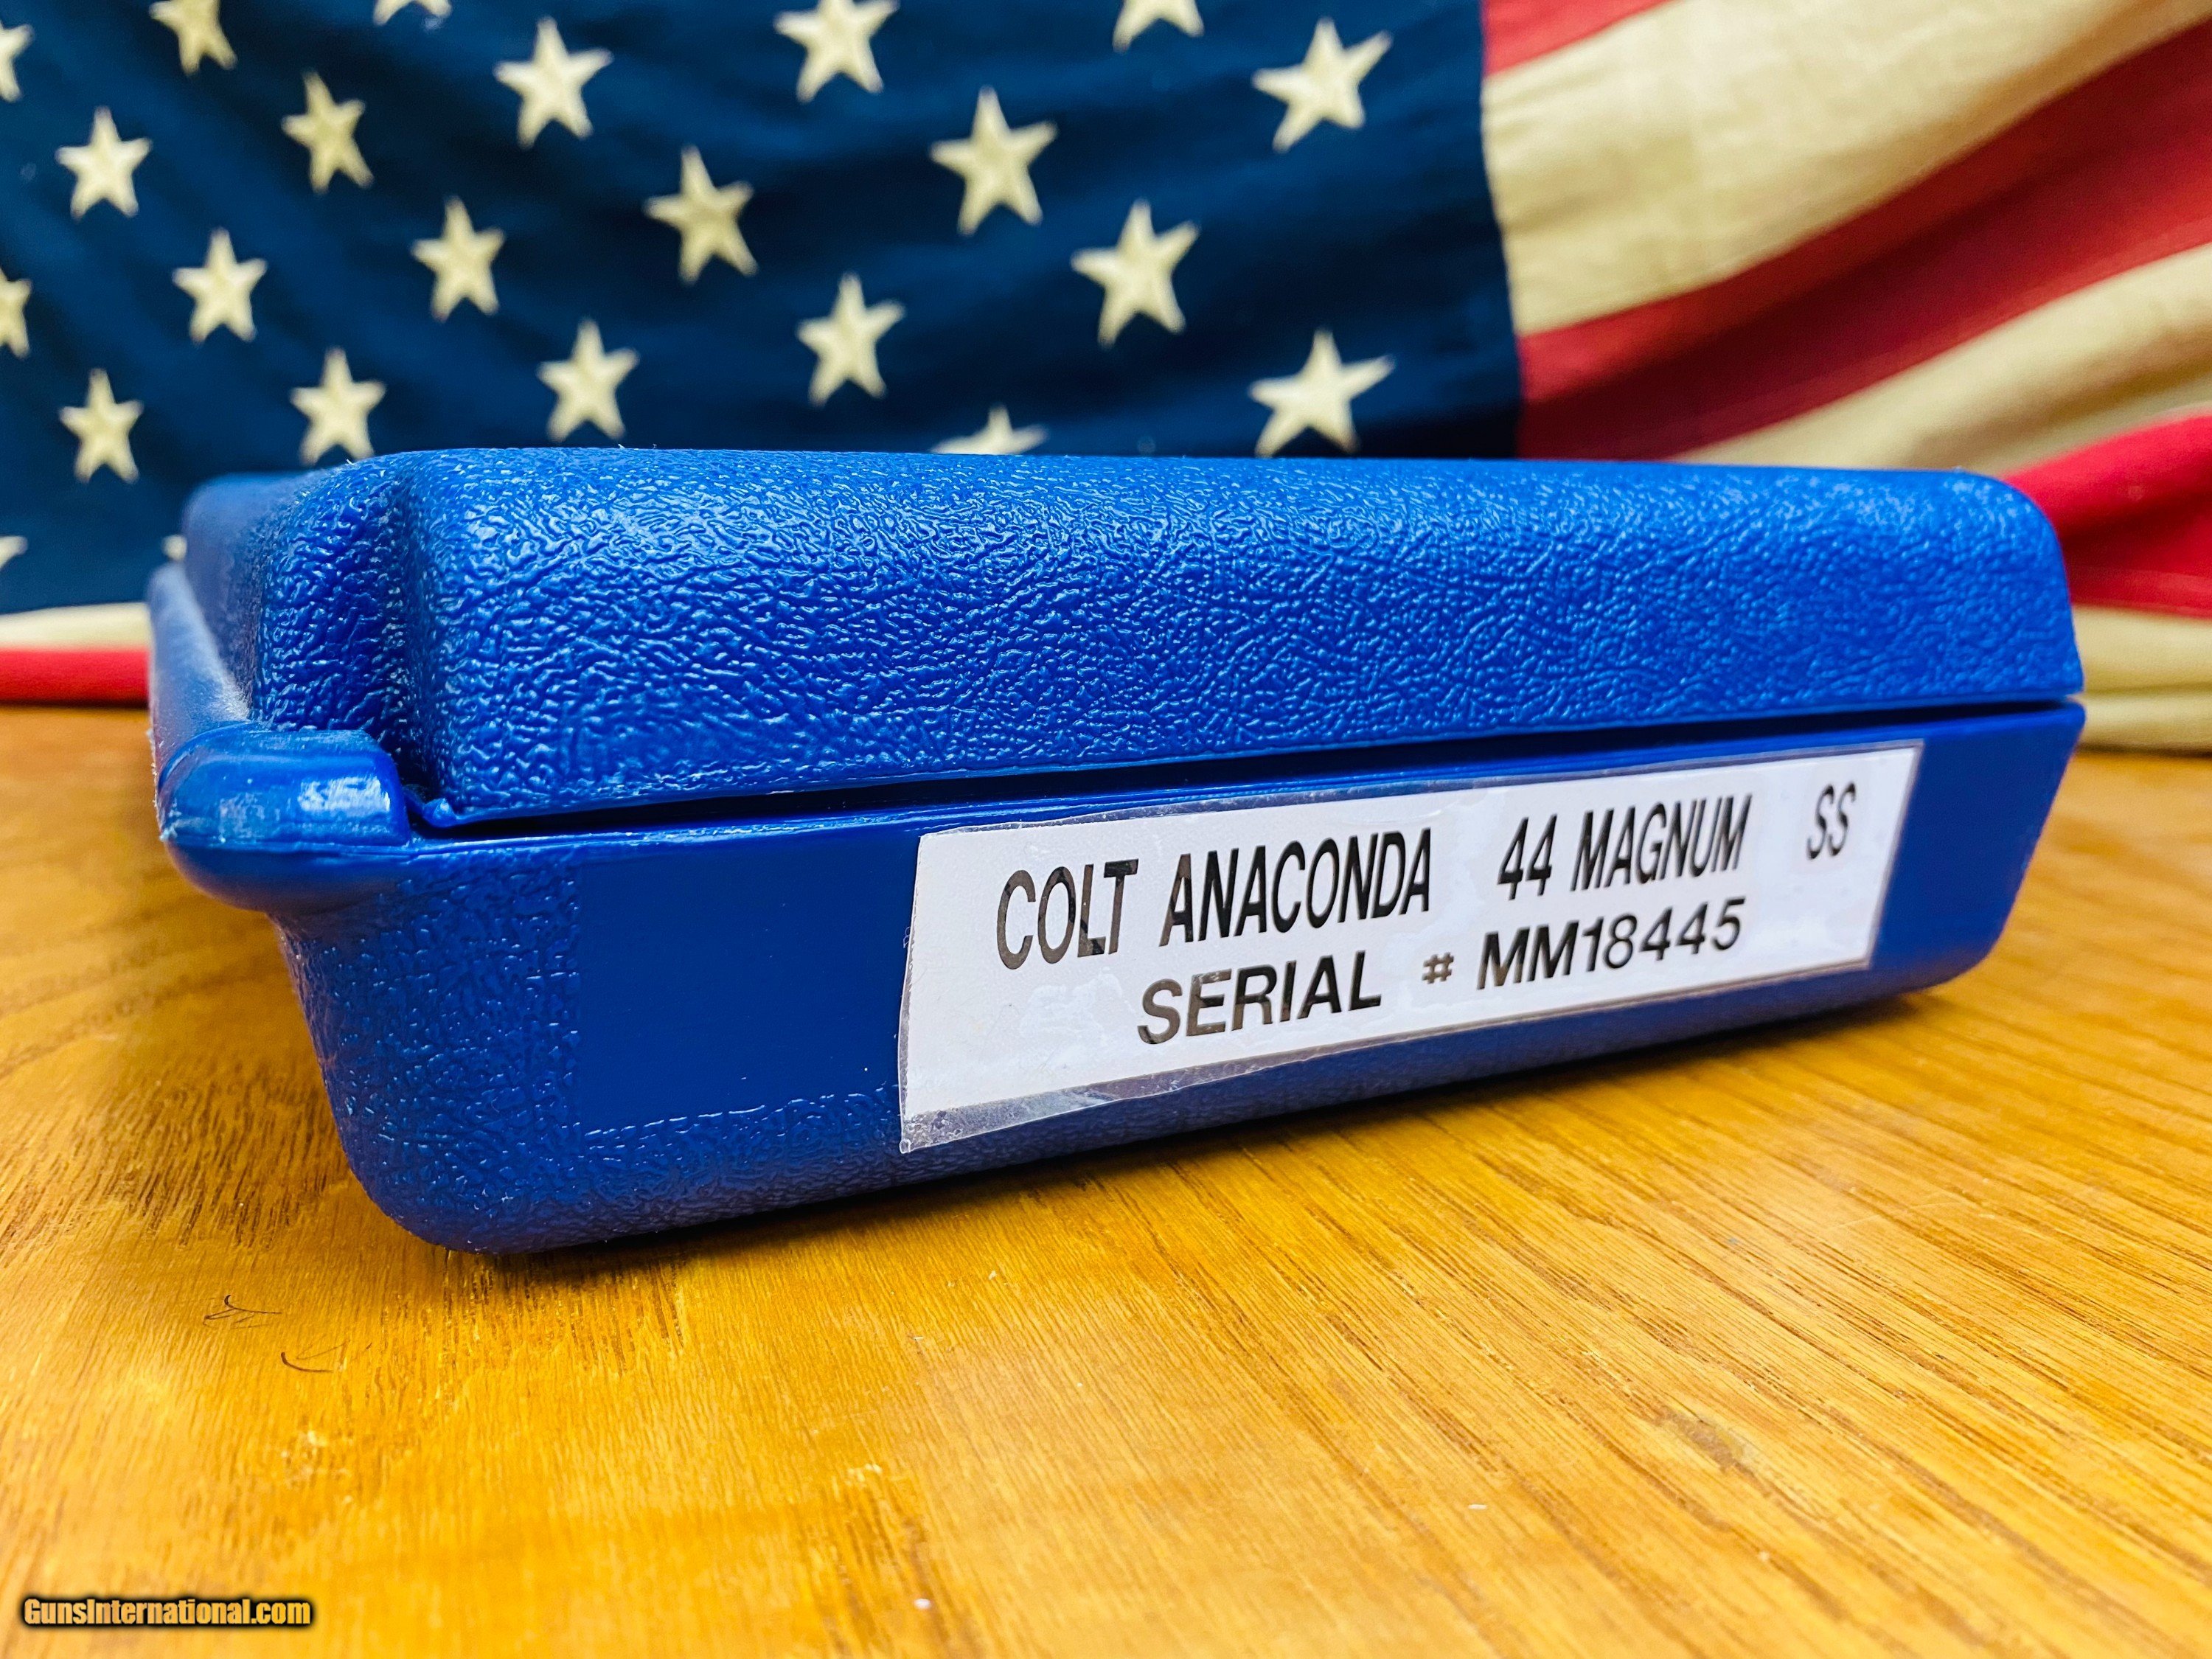 COLT ANACONDA 44 MAGNUM SS
SERIAL # MM18445
GunsInternational.com